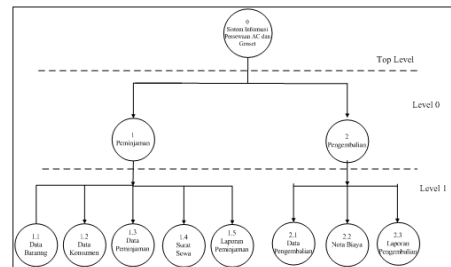 0
Sistem Informasi
Persewaan AC dan
Genset
Top Level
Level 0
1
Peminjaman
2
Pengembalian
Level 1
1.1
Data
Barang
1.2
Data
Konsumen
1.3
Data
Peminjaman
1.4
Surat
Sewa
1.5
Laporan
Peminjaman
2.1
Data
Pengembalian
2.2
Nota Biaya
2.3
Laporan
Pengembalian